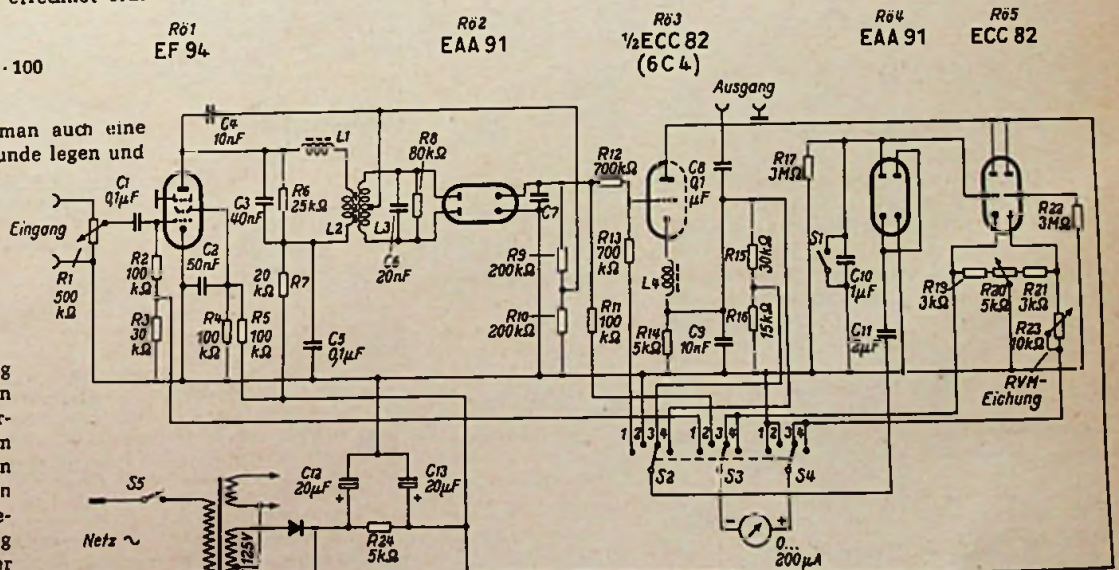 Rö1
EF 94
Rö2
EAA 91
Rö3
½ECC 82
(6C4)
Rö4
EAA 91
Rö5
ECC 82
· 100
man auch eine
unde legen und
Ausgang
Eingang
R1
500
kΩ
C1
0,1µF
R2
100
kΩ
R3
30
kΩ
C4
10nF
C2
50nF
R4
100
kΩ
R5
100
kΩ
C3
40nF
R6
25kΩ
L1
L2
L3
20
kΩ
R7
C5
0,1µF
R8
80kΩ
C6
20nF
C7
R9
200kΩ
R10
200kΩ
R12
700kΩ
R13
700
kΩ
R11
100
kΩ
L4
R14
5kΩ
C8
0,1
µF
C9
10nF
R15
30kΩ
R16
15kΩ
R17
3MΩ
S1
C10
1µF
C11
2µF
R19
3kΩ
R20
5kΩ
R21
3kΩ
R22
3MΩ
R23
10kΩ
RVM-
Eichung
1 2 3 4
1 2 3 4
1 2 3 4
S2
S3
S4
− +
0...
200µA
g
n
r-
n
n
n
e-
g
er
S5
Netz ~
125V
C12
20µF
+
C13
20µF
+
R24
5kΩ